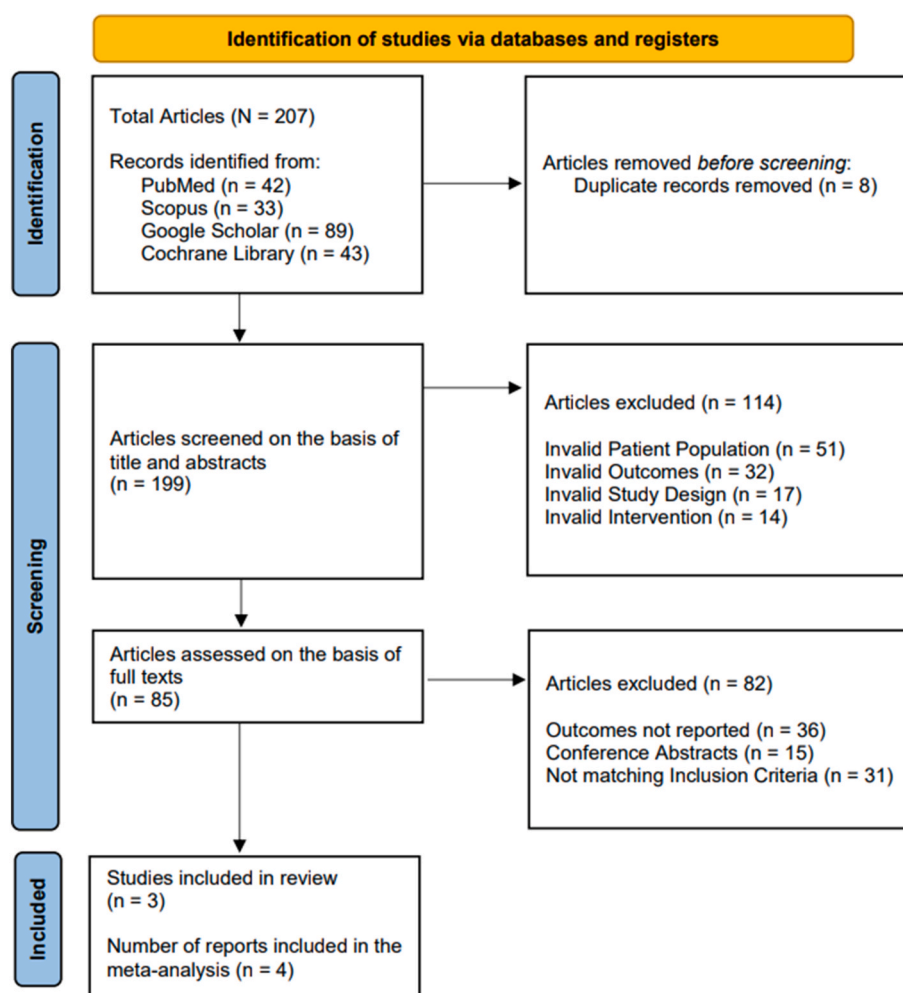 Identification of studies via databases and registers
Identification
Total Articles (N = 207)
Records identified from:
PubMed (n = 42)
Scopus (n = 33)
Google Scholar (n = 89)
Cochrane Library (n = 43)
Articles removed before screening:
Duplicate records removed (n = 8)
Screening
Articles screened on the basis of
title and abstracts
(n = 199)
Articles excluded (n = 114)
Invalid Patient Population (n = 51)
Invalid Outcomes (n = 32)
Invalid Study Design (n = 17)
Invalid Intervention (n = 14)
Articles assessed on the basis of
full texts
(n = 85)
Articles excluded (n = 82)
Outcomes not reported (n = 36)
Conference Abstracts (n = 15)
Not matching Inclusion Criteria (n = 31)
Included
Studies included in review
(n = 3)
Number of reports included in the
meta-analysis (n = 4)